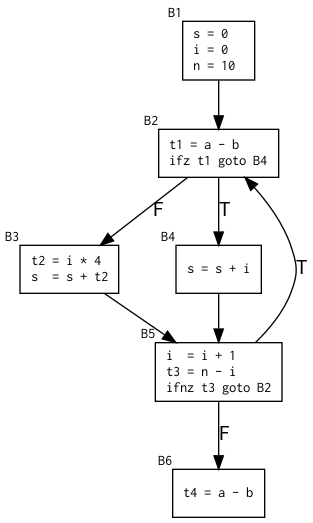 B1
s = 0
i = 0
n = 10
B2
t1 = a - b
ifz t1 goto B4
F
T
B3
t2 = i * 4
s  = s + t2
B4
s = s + i
T
B5
i  = i + 1
t3 = n - i
ifnz t3 goto B2
F
B6
t4 = a - b